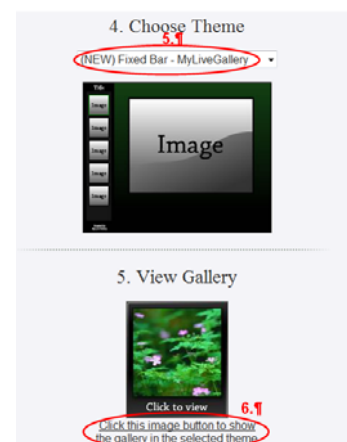 4. Choose Theme
5.¶
(NEW) Fixed Bar - MyLiveGallery
Title
Image
Image
Image
Image
Image
Image
5. View Gallery
Click to view
6.¶
Click this image button to show
the gallery in the selected theme